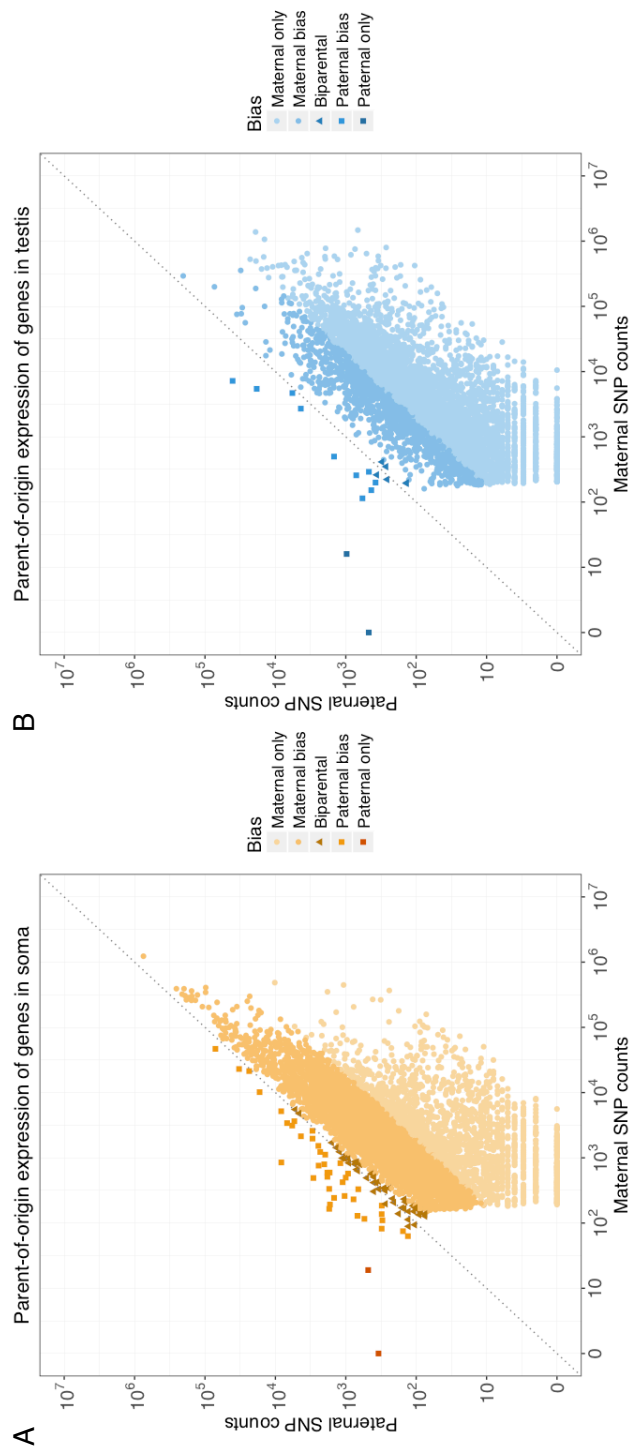 A
Parent-of-origin expression of genes in soma
Paternal SNP counts
10⁷
10⁶
10⁵
10⁴
10³
10²
10
0
0
10
10²
10³
10⁴
10⁵
10⁶
10⁷
Maternal SNP counts
Bias
Maternal only
Maternal bias
Biparental
Paternal bias
Paternal only
B
Parent-of-origin expression of genes in testis
Paternal SNP counts
10⁷
10⁶
10⁵
10⁴
10³
10²
10
0
0
10
10²
10³
10⁴
10⁵
10⁶
10⁷
Maternal SNP counts
Bias
Maternal only
Maternal bias
Biparental
Paternal bias
Paternal only